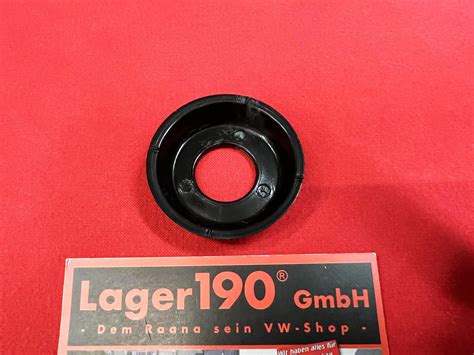 Lager190® GmbH
- Dem Raana sein VW-Shop -
Wir haben alles für